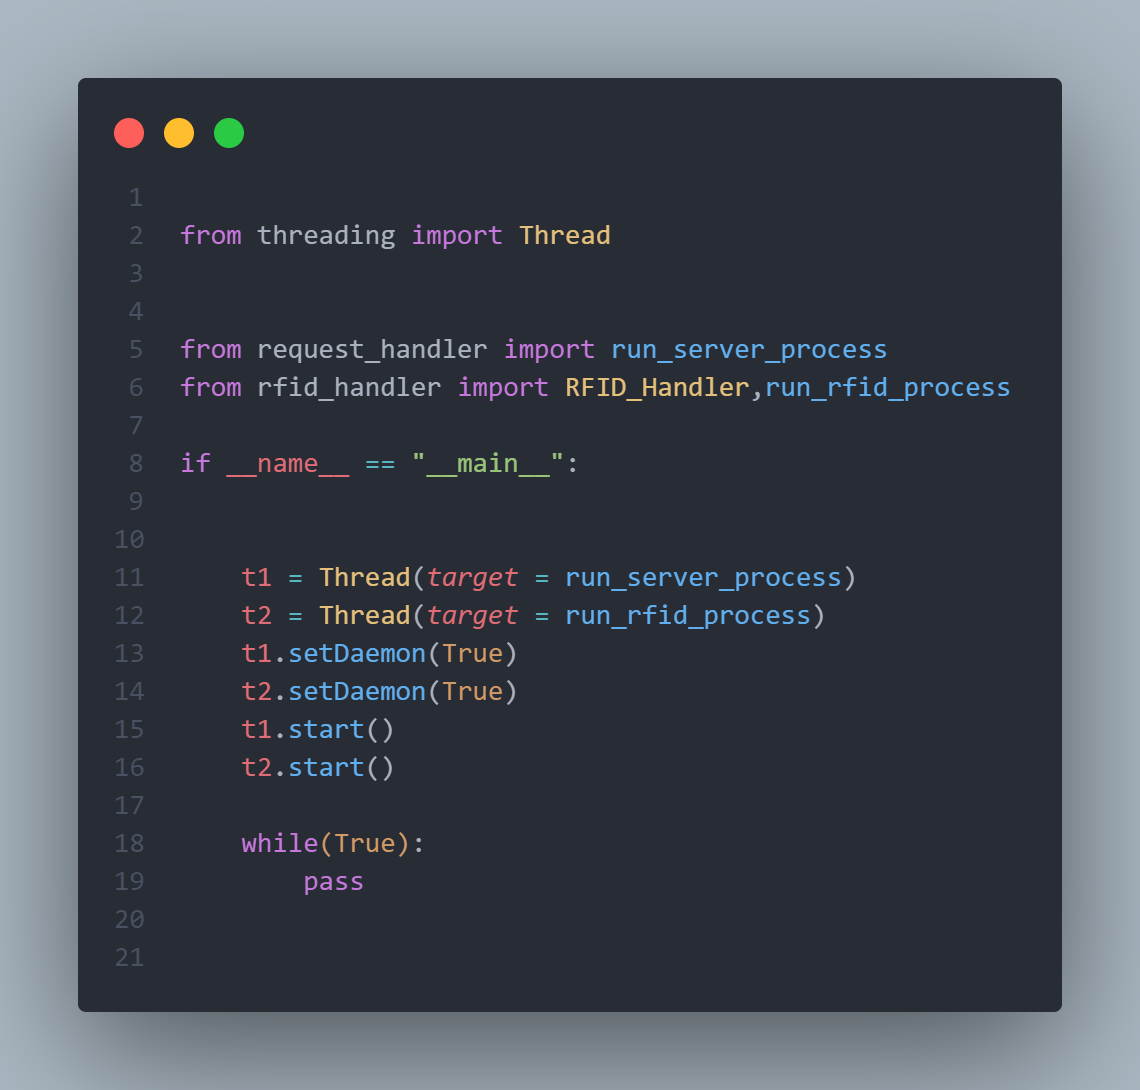 1
2 from threading import Thread
3
4
5 from request_handler import run_server_process
6 from rfid_handler import RFID_Handler,run_rfid_process
7
8 if __name__ == "__main__":
9
10
11     t1 = Thread(target = run_server_process)
12     t2 = Thread(target = run_rfid_process)
13     t1.setDaemon(True)
14     t2.setDaemon(True)
15     t1.start()
16     t2.start()
17
18     while(True):
19         pass
20
21